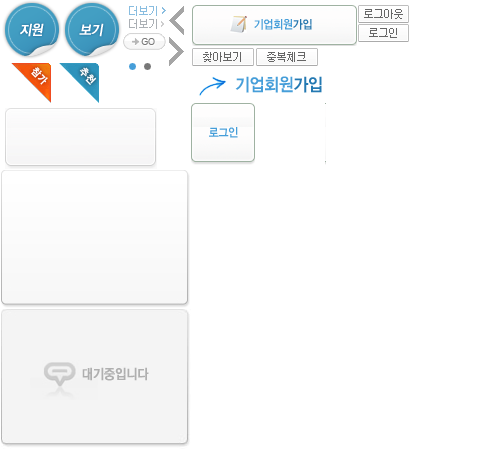 지원
보기
더보기
더보기
GO
참가
추천
기업회원가입
로그아웃
로그인
찾아보기
중복체크
기업회원가입
로그인
대기중입니다